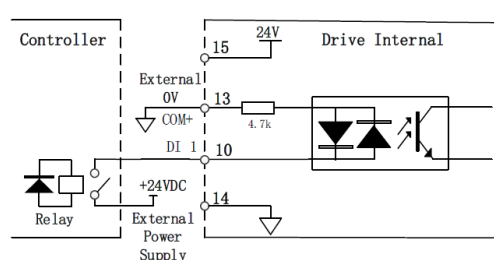 Controller
Drive Internal
24V
15
External
0V
13
COM+
4.7k
DI 1
10
+24VDC
14
Relay
External
Power
Supply